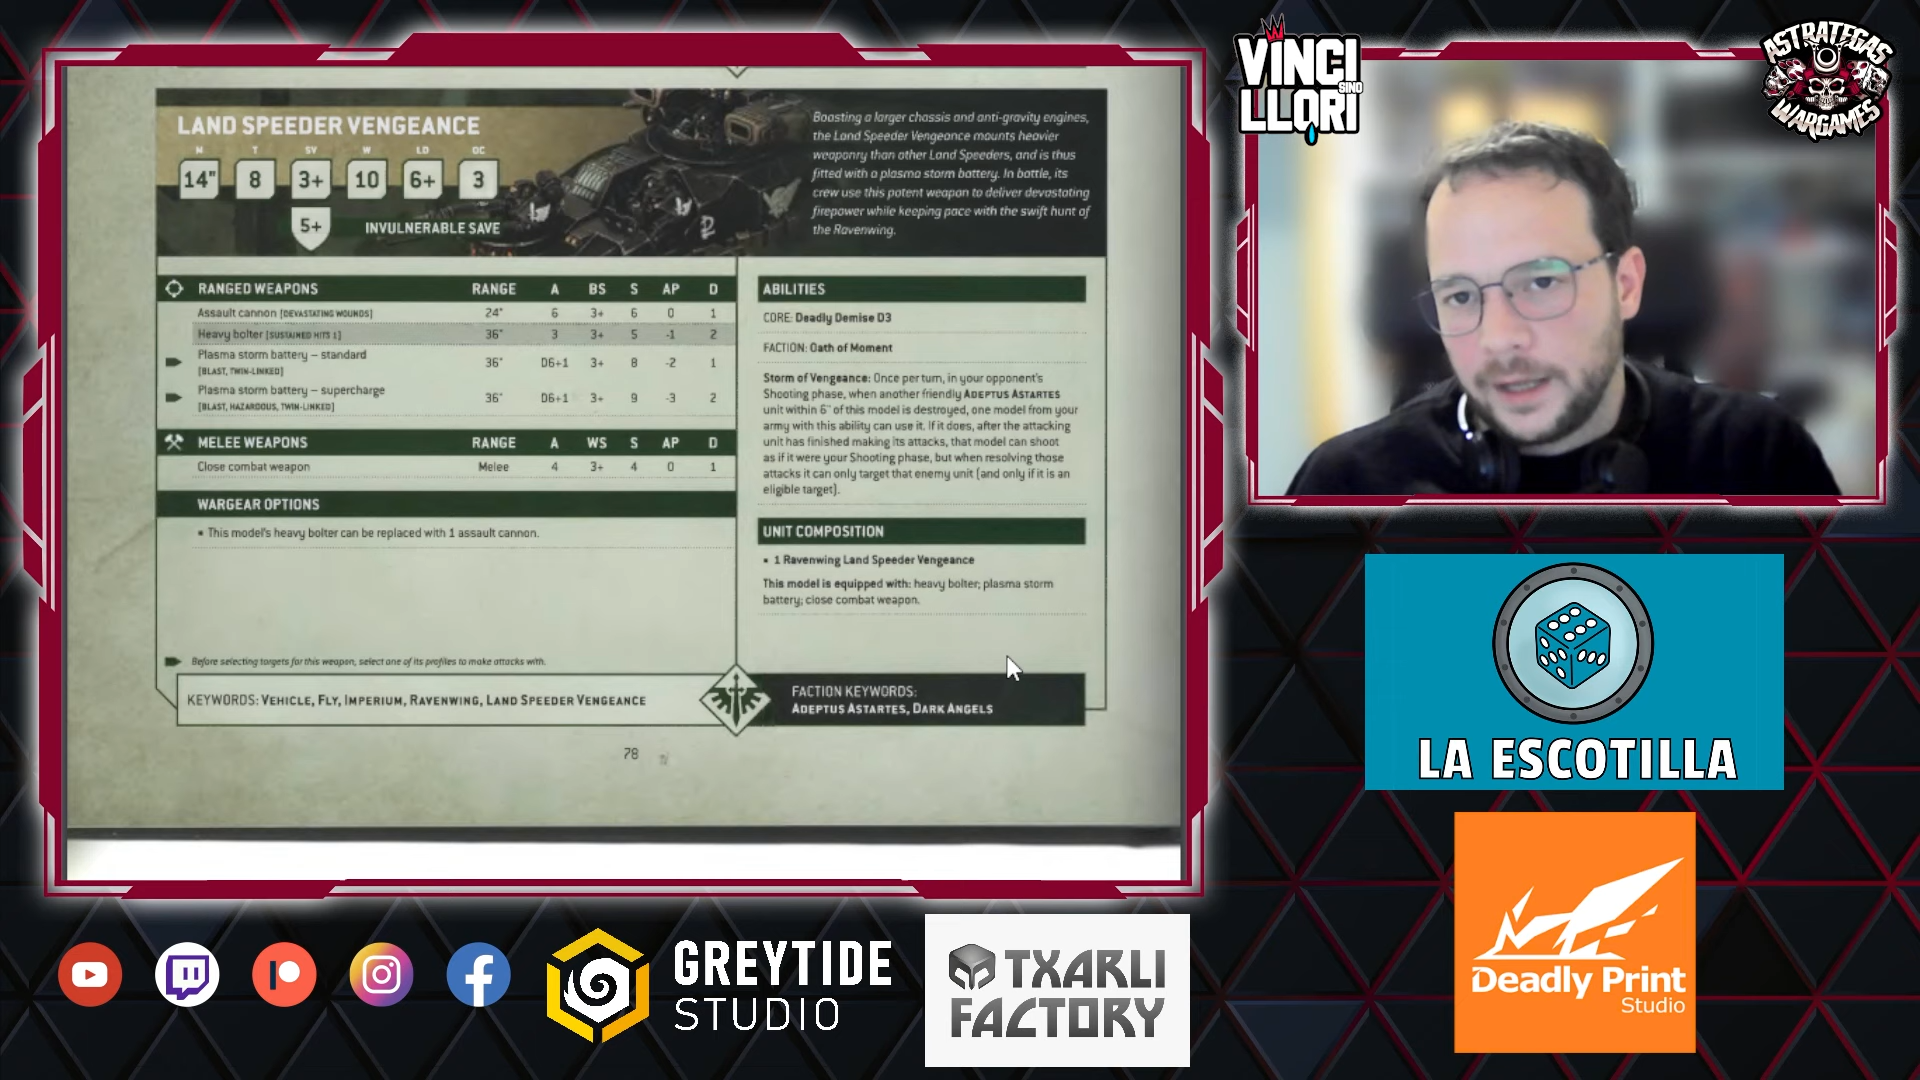 LAND SPEEDER VENGEANCE
M T SV W LD OC
14" 8 3+ 10 6+ 3
5+ INVULNERABLE SAVE
Boasting a larger chassis and anti-gravity engines,
the Land Speeder Vengeance mounts heavier
weaponry than other Land Speeders, and is thus
fitted with a plasma storm battery. In battle, its
crew use this potent weapon to deliver devastating
firepower while keeping pace with the swift hunt of
the Ravenwing.
RANGED WEAPONS RANGE A BS S AP D
Assault cannon [DEVASTATING WOUNDS] 24" 6 3+ 6 0 1
Heavy bolter [SUSTAINED HITS 1] 36" 3 3+ 5 -1 2
Plasma storm battery – standard
[BLAST, TWIN-LINKED] 36" D6+1 3+ 8 -2 1
Plasma storm battery – supercharge
[BLAST, HAZARDOUS, TWIN-LINKED] 36" D6+1 3+ 9 -3 2
MELEE WEAPONS RANGE A WS S AP D
Close combat weapon Melee 4 3+ 4 0 1
WARGEAR OPTIONS
▪ This model's heavy bolter can be replaced with 1 assault cannon.
Before selecting targets for this weapon, select one of its profiles to make attacks with.
KEYWORDS: VEHICLE, FLY, IMPERIUM, RAVENWING, LAND SPEEDER VENGEANCE
ABILITIES
CORE: Deadly Demise D3
FACTION: Oath of Moment
Storm of Vengeance: Once per turn, in your opponent's
Shooting phase, when another friendly ADEPTUS ASTARTES
unit within 6" of this model is destroyed, one model from your
army with this ability can use it. If it does, after the attacking
unit has finished making its attacks, that model can shoot
as if it were your Shooting phase, but when resolving those
attacks it can only target that enemy unit (and only if it is an
eligible target).
UNIT COMPOSITION
▪ 1 Ravenwing Land Speeder Vengeance
This model is equipped with: heavy bolter; plasma storm
battery; close combat weapon.
FACTION KEYWORDS:
ADEPTUS ASTARTES, DARK ANGELS
78
VINCI
SINO
LLORI
ASTRATEGAS
WARGAMES
LA ESCOTILLA
Deadly Print
Studio
GREYTIDE
STUDIO
TXARLI
FACTORY